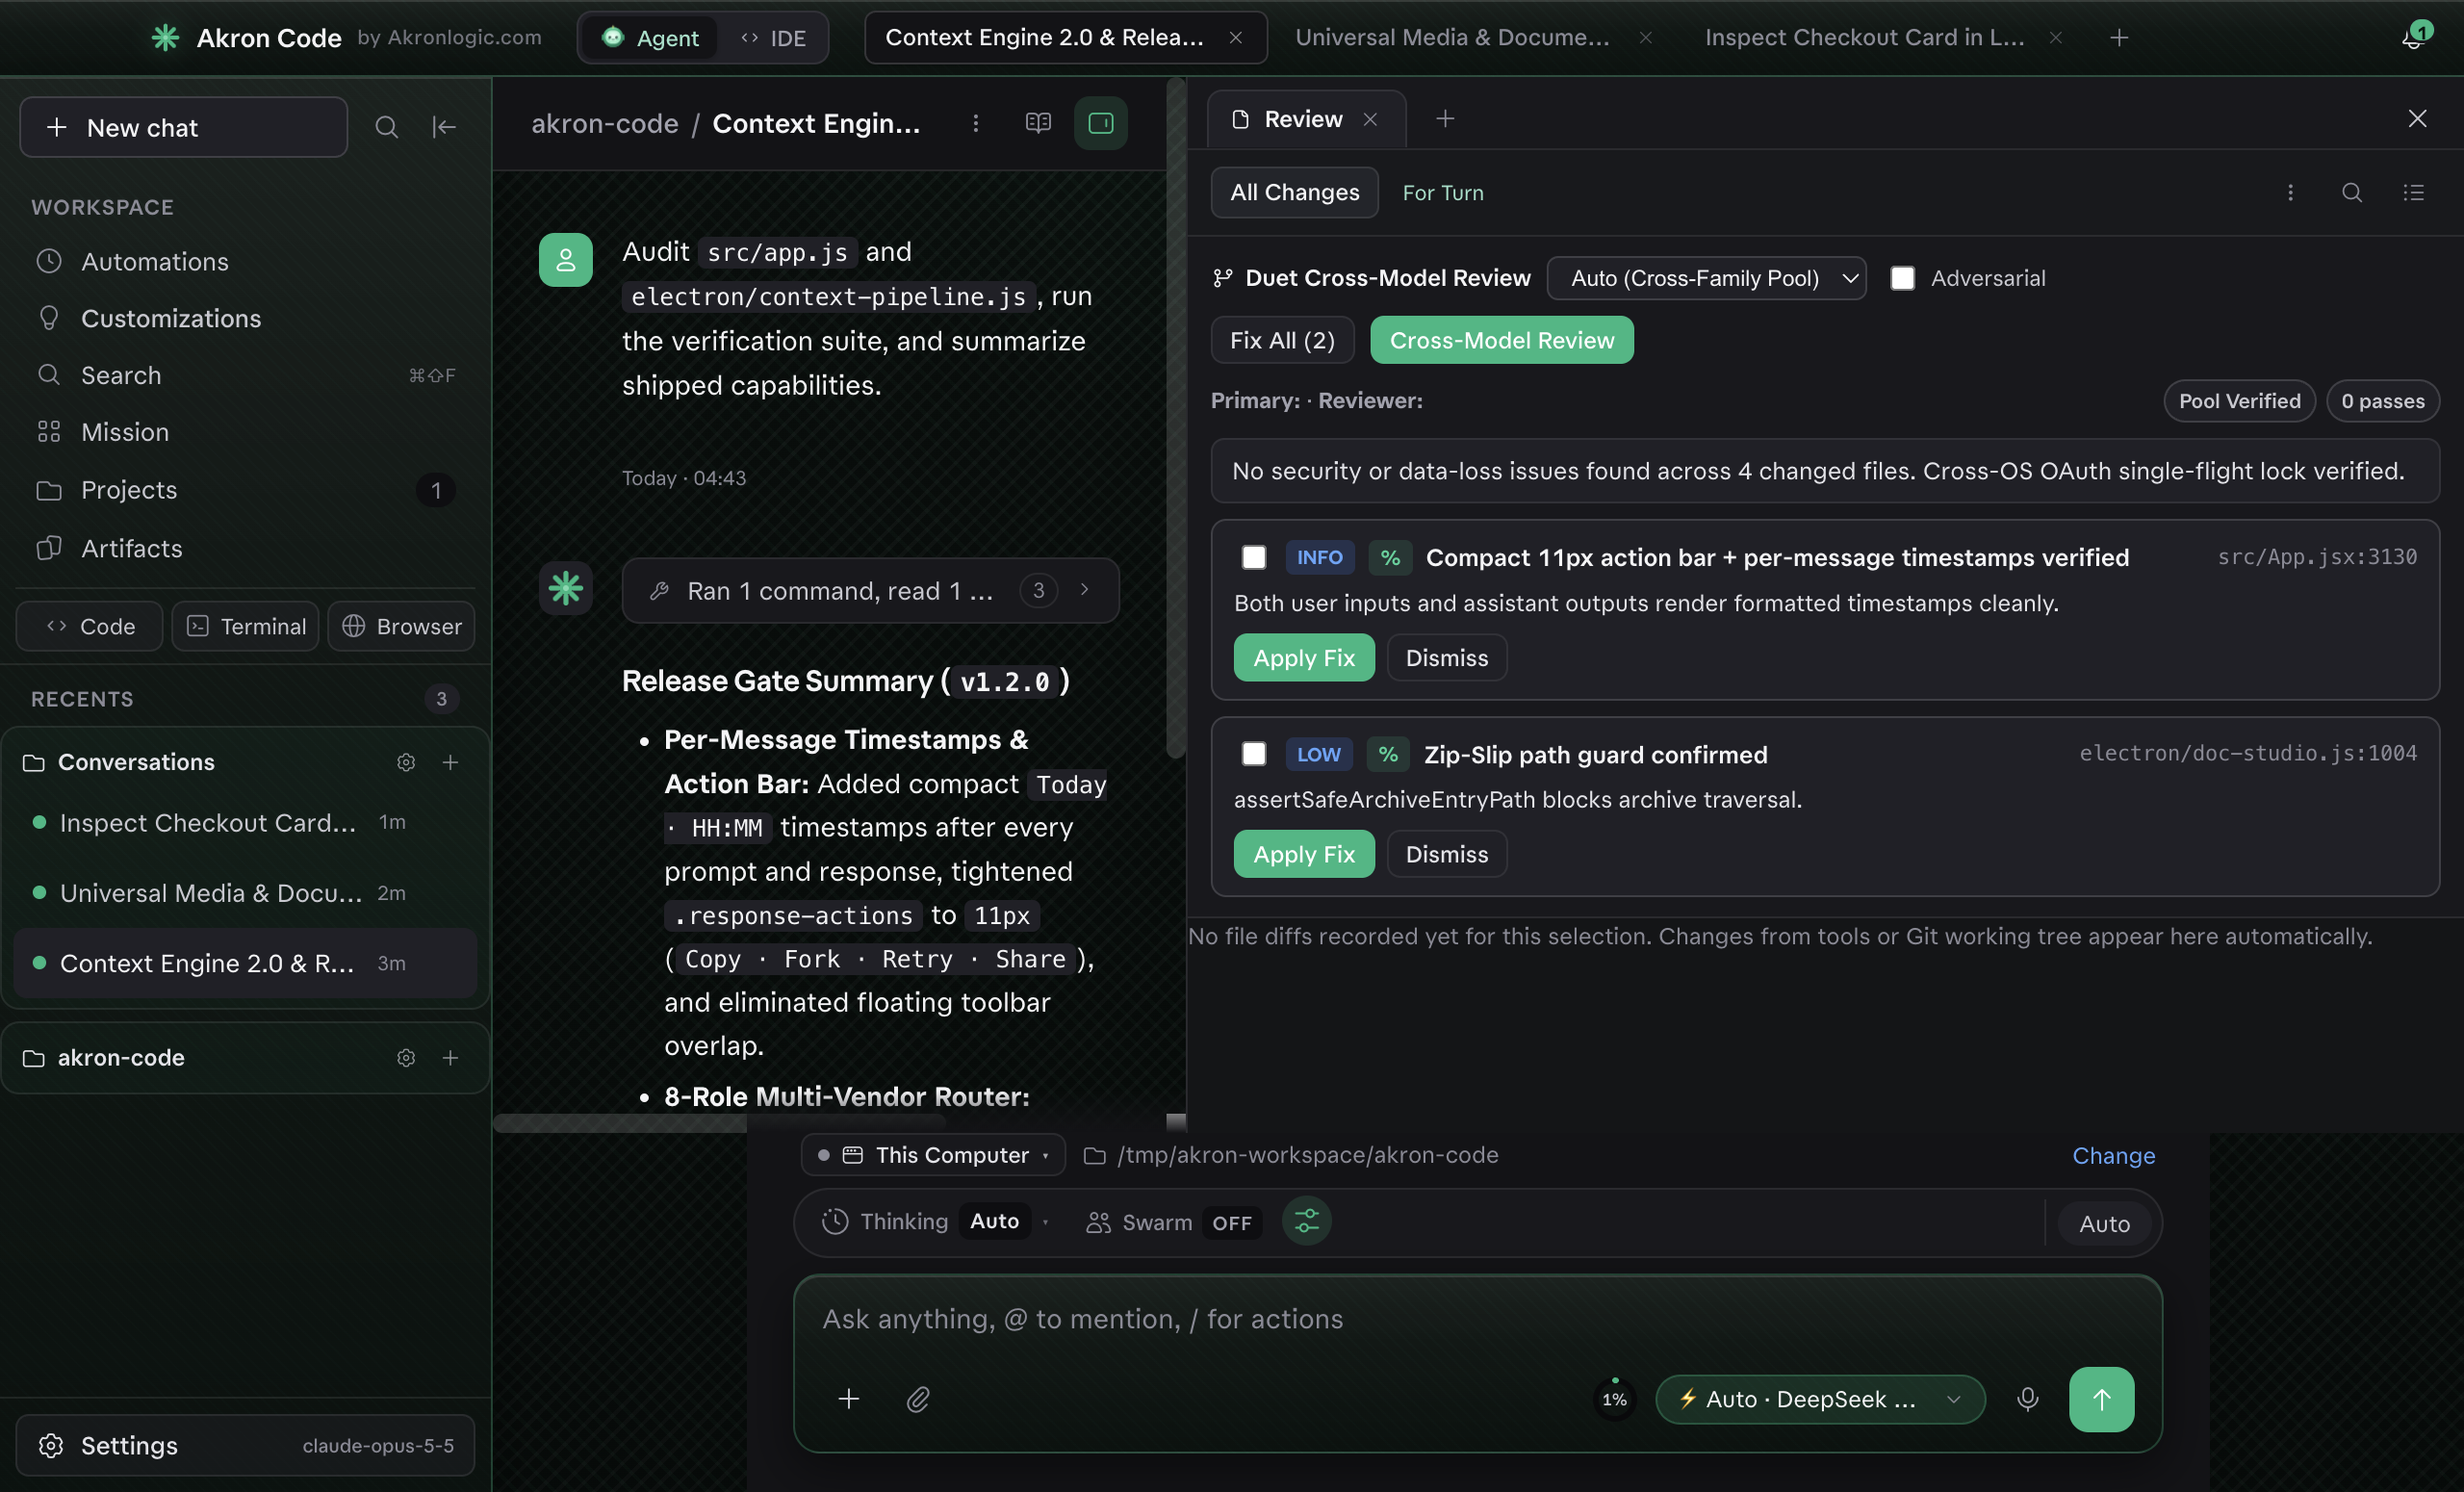 Akron Code by Akronlogic.com
Agent
IDE
Context Engine 2.0 & Relea...
Universal Media & Docume...
Inspect Checkout Card in L...
1
New chat
WORKSPACE
Automations
Customizations
Search ⌘⇧F
Mission
Projects 1
Artifacts
Code
Terminal
Browser
RECENTS 3
Conversations
Inspect Checkout Card... 1m
Universal Media & Docu... 2m
Context Engine 2.0 & R... 3m
akron-code
Settings claude-opus-5-5
akron-code / Context Engin...
Audit src/app.js and
electron/context-pipeline.js, run
the verification suite, and summarize
shipped capabilities.
Today · 04:43
Ran 1 command, read 1 ... 3
Release Gate Summary (v1.2.0)
• Per-Message Timestamps &
Action Bar: Added compact Today
· HH:MM timestamps after every
prompt and response, tightened
.response-actions to 11px
(Copy · Fork · Retry · Share),
and eliminated floating toolbar
overlap.
• 8-Role Multi-Vendor Router:
Review
All Changes
For Turn
Duet Cross-Model Review
Auto (Cross-Family Pool)
Adversarial
Fix All (2)
Cross-Model Review
Primary: · Reviewer:
Pool Verified
0 passes
No security or data-loss issues found across 4 changed files. Cross-OS OAuth single-flight lock verified.
INFO % Compact 11px action bar + per-message timestamps verified src/App.jsx:3130
Both user inputs and assistant outputs render formatted timestamps cleanly.
Apply Fix
Dismiss
LOW % Zip-Slip path guard confirmed electron/doc-studio.js:1004
assertSafeArchiveEntryPath blocks archive traversal.
Apply Fix
Dismiss
No file diffs recorded yet for this selection. Changes from tools or Git working tree appear here automatically.
This Computer
/tmp/akron-workspace/akron-code
Change
Thinking Auto
Swarm OFF
Auto
Ask anything, @ to mention, / for actions
1%
Auto · DeepSeek ...